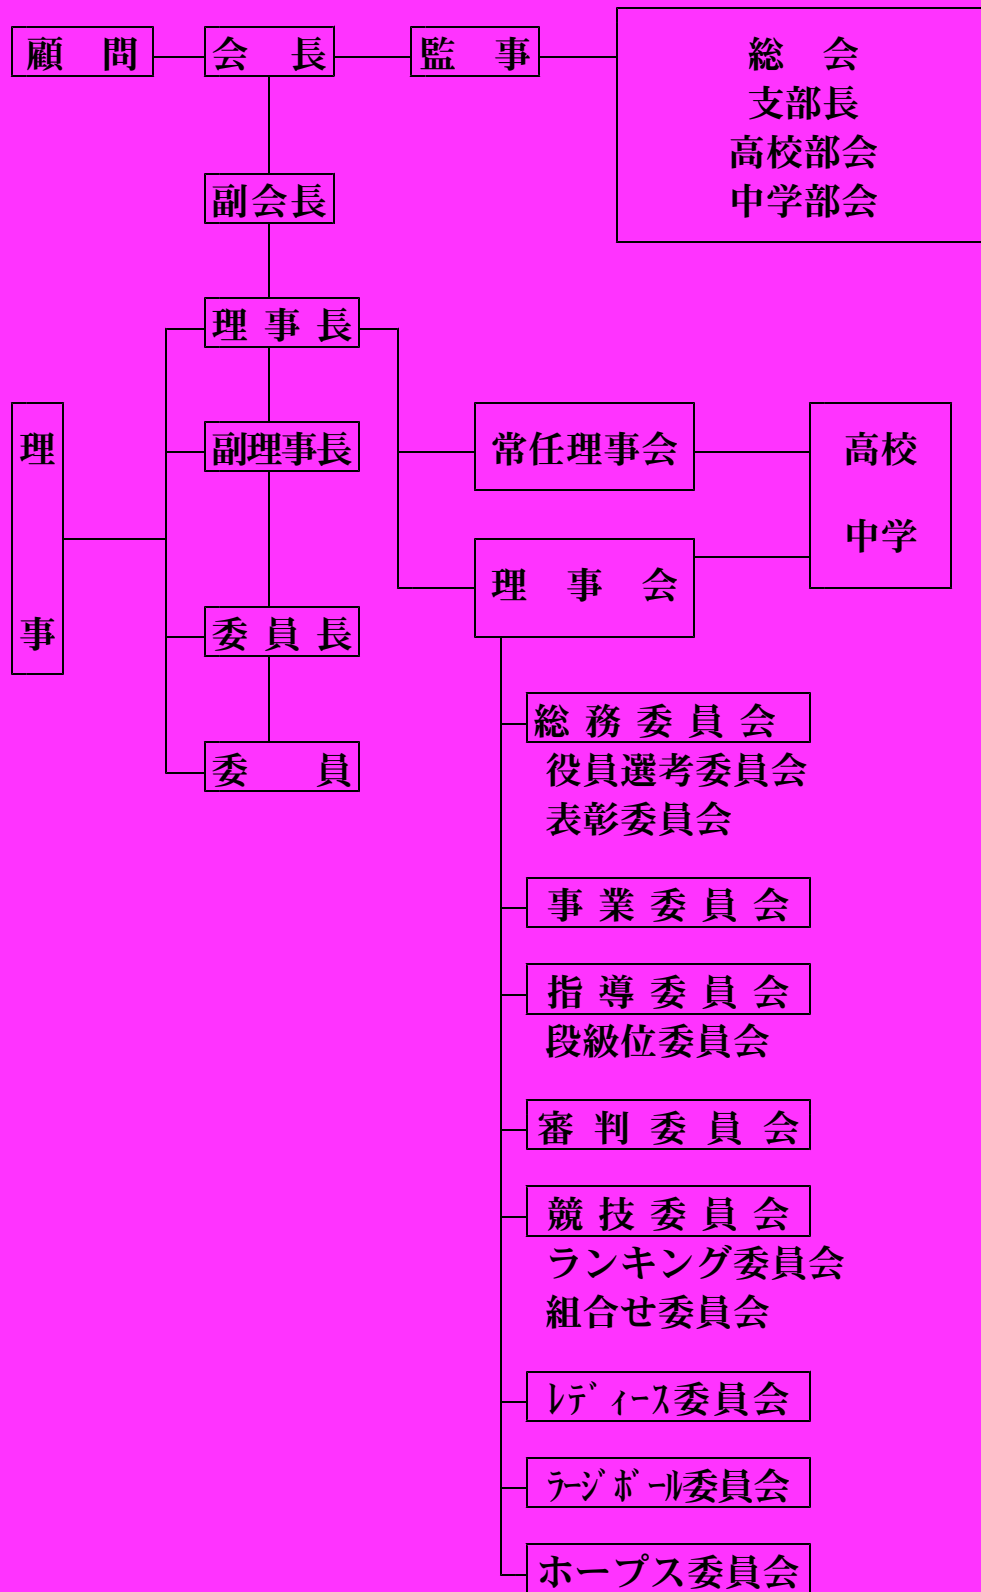 顧　問
会　長
監　事
総　会
支部長
高校部会
中学部会
副会長
理 事 長
理　事
副理事長
常任理事会
高校
中学
理　事　会
委 員 長
委　員
総 務 委 員 会
役員選考委員会
表彰委員会
事 業 委 員 会
指 導 委 員 会
段級位委員会
審 判 委 員 会
競 技 委 員 会
ランキング委員会
組合せ委員会
ﾚﾃﾞｨｰｽ委員会
ﾗｰｼﾞﾎﾞｰﾙ委員会
ホープス委員会